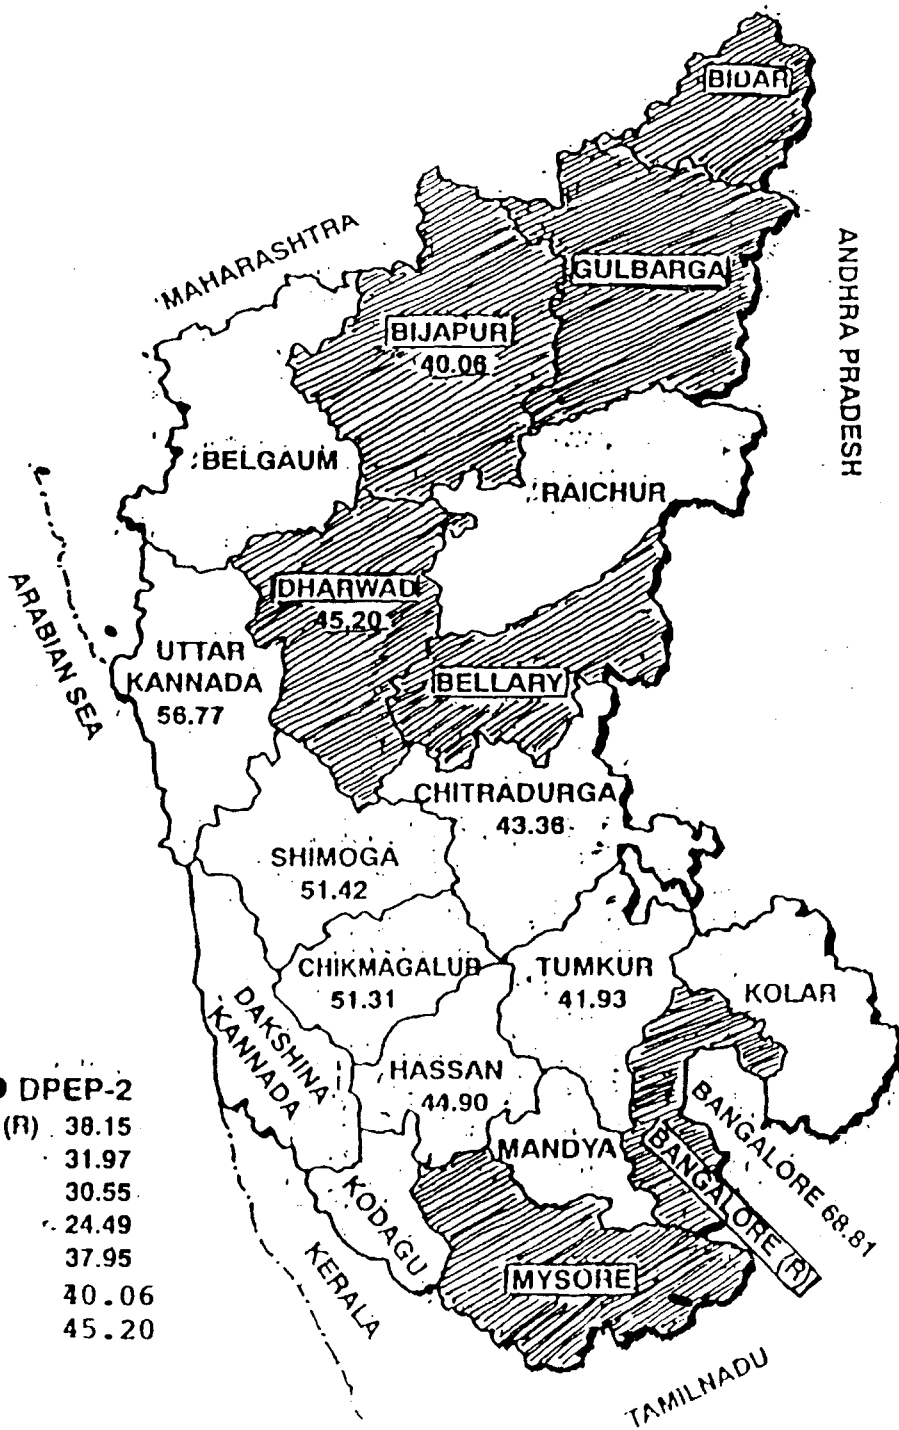 BIDAR
MAHARASHTRA
GULBARGA
ANDHRA PRADESH
BIJAPUR
40.06
BELGAUM
RAICHUR
ARABIAN SEA
DHARWAD
45.20
UTTAR
KANNADA
56.77
BELLARY
CHITRADURGA
43.36
SHIMOGA
51.42
CHIKMAGALUR
51.31
TUMKUR
41.93
KOLAR
DAKSHINA
KANNADA
HASSAN
44.90
MANDYA
BANGALORE 68.81
BANGALORE (R)
KODAGU
MYSORE
KERALA
TAMILNADU
DPEP-2
(R) 38.15
31.97
30.55
24.49
37.95
40.06
45.20